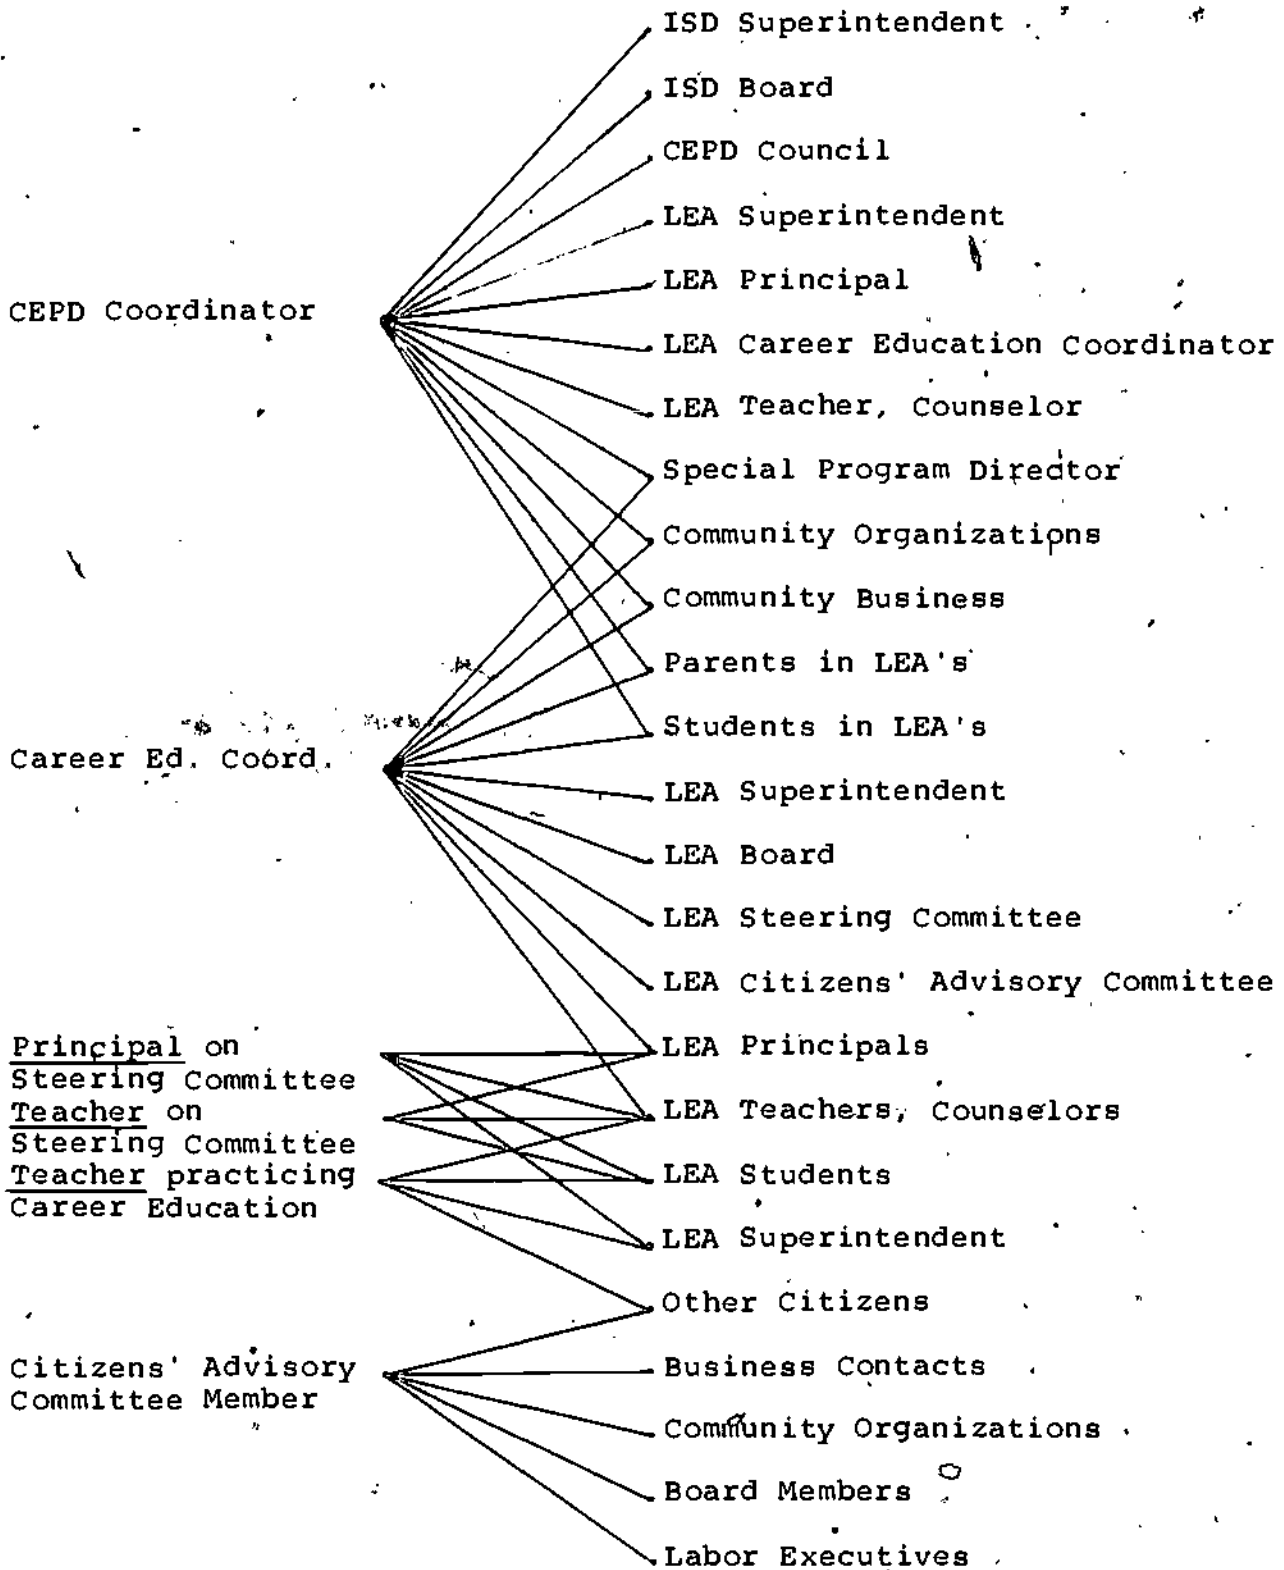 ISD Superintendent
ISD Board
CEPD Council
LEA Superintendent
LEA Principal
CEPD Coordinator
LEA Career Education Coordinator
LEA Teacher, Counselor
Special Program Director
Community Organizations
Community Business
Parents in LEA's
Students in LEA's
Career Ed. Coord.
LEA Superintendent
LEA Board
LEA Steering Committee
LEA Citizens' Advisory Committee
Principal on
Steering Committee
Teacher on
Steering Committee
Teacher practicing
Career Education
LEA Principals
LEA Teachers, Counselors
LEA Students
LEA Superintendent
Other Citizens
Citizens' Advisory
Committee Member
Business Contacts
Community Organizations
Board Members
Labor Executives